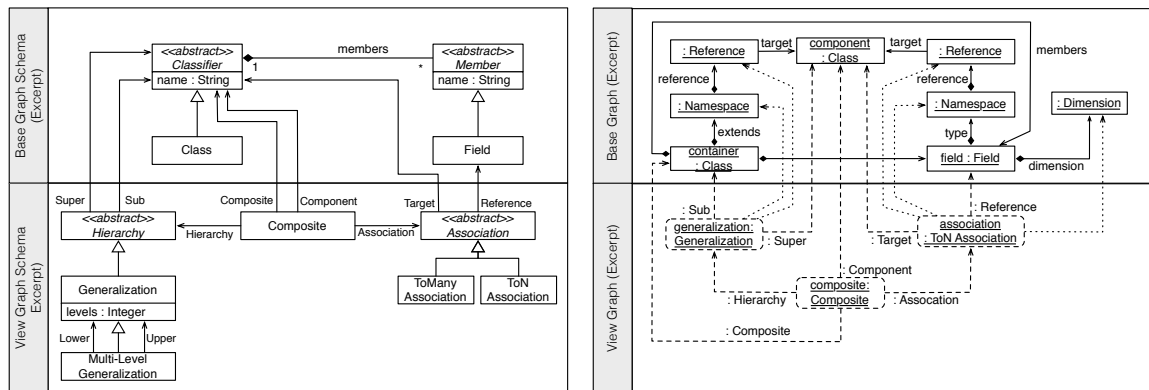 Base Graph Schema
(Excerpt)
<<abstract>>
Classifier
name : String
members
1
*
<<abstract>>
Member
name : String
Class
Field
View Graph Schema
Excerpt)
Super
Sub
Composite
Component
Target
Reference
<<abstract>>
Hierarchy
Hierarchy
Composite
Association
<<abstract>>
Association
Generalization
levels : Integer
Lower
Upper
Multi-Level
Generalization
ToMany
Association
ToN
Association
Base Graph (Excerpt)
: Reference
target
component
: Class
target
: Reference
members
reference
reference
: Namespace
: Namespace
: Dimension
extends
type
container
: Class
field : Field
dimension
View Graph (Excerpt)
: Sub
: Reference
generalization:
Generalization
: Super
: Target
association
: ToN Association
: Component
: Hierarchy
composite:
Composite
: Assocation
: Composite